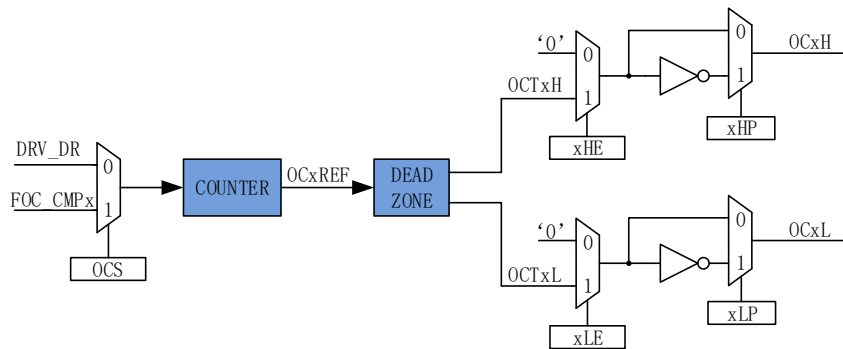 ‘0’
0
OCTxH
1
xHE
0
1
OCxH
xHP
DRV_DR
0
FOC_CMPx
1
OCS
COUNTER
OCxREF
DEAD
ZONE
‘0’
0
OCTxL
1
xLE
0
1
OCxL
xLP